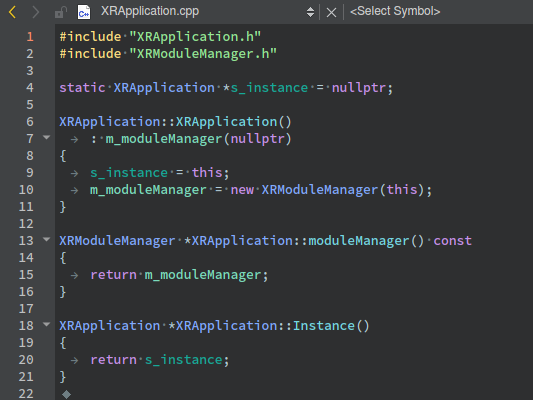 XRApplication.cpp <Select Symbol>
1 #include "XRApplication.h"
2 #include "XRModuleManager.h"
3
4 static XRApplication *s_instance = nullptr;
5
6 XRApplication::XRApplication()
7 : m_moduleManager(nullptr)
8 {
9 s_instance = this;
10 m_moduleManager = new XRModuleManager(this);
11 }
12
13 XRModuleManager *XRApplication::moduleManager() const
14 {
15 return m_moduleManager;
16 }
17
18 XRApplication *XRApplication::Instance()
19 {
20 return s_instance;
21 }
22